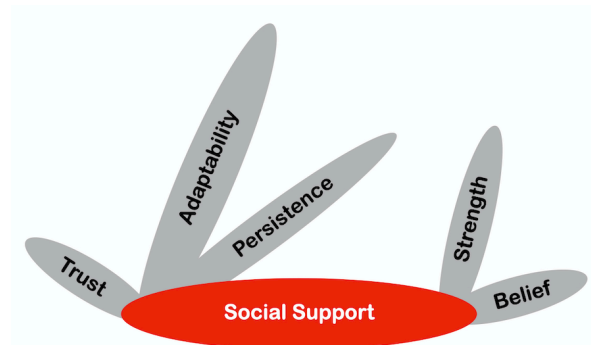 Adaptability
Persistence
Strength
Trust
Belief
Social Support